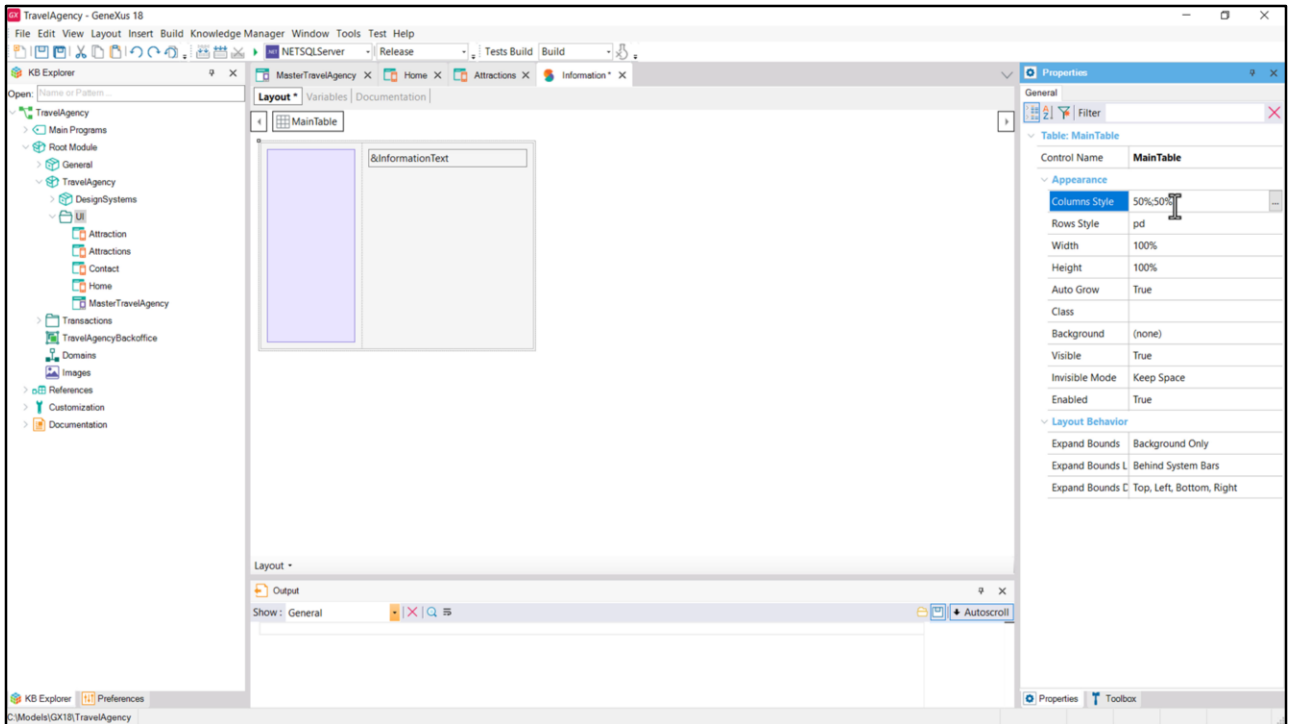 GX TravelAgency - GeneXus 18
File Edit View Layout Insert Build Knowledge Manager Window Tools Test Help
NETSQLServer Release Tests Build Build
KB Explorer
Open: Name or Pattern...
TravelAgency
Main Programs
Root Module
General
TravelAgency
DesignSystems
UI
Attraction
Attractions
Contact
Home
MasterTravelAgency
Transactions
TravelAgencyBackoffice
Domains
Images
References
Customization
Documentation
KB Explorer Preferences
C:\Models\GX18\TravelAgency
MasterTravelAgency Home Attractions Information *
Layout * Variables Documentation
MainTable
&InformationText
Layout
Output
Show: General Autoscroll
Properties
General
Filter
Table: MainTable
Control Name MainTable
Appearance
Columns Style 50%;50%
Rows Style pd
Width 100%
Height 100%
Auto Grow True
Class
Background (none)
Visible True
Invisible Mode Keep Space
Enabled True
Layout Behavior
Expand Bounds Background Only
Expand Bounds L Behind System Bars
Expand Bounds D Top, Left, Bottom, Right
Properties Toolbox